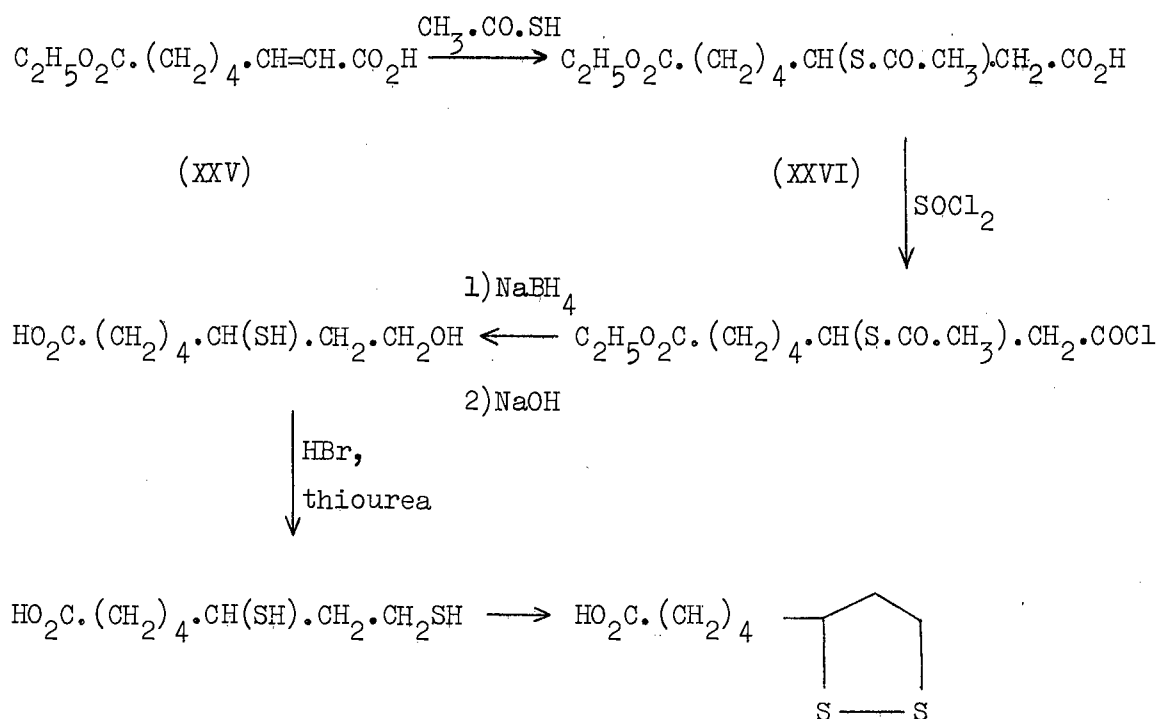 CH₃.CO.SH
C₂H₅O₂C.(CH₂)₄.CH=CH.CO₂H ⟶ C₂H₅O₂C.(CH₂)₄.CH(S.CO.CH₃).CH₂.CO₂H
(XXV) (XXVI)
SOCl₂
1)NaBH₄
HO₂C.(CH₂)₄.CH(SH).CH₂.CH₂OH ⟵ C₂H₅O₂C.(CH₂)₄.CH(S.CO.CH₃).CH₂.COCl
2)NaOH
HBr,
thiourea
HO₂C.(CH₂)₄.CH(SH).CH₂.CH₂SH ⟶ HO₂C.(CH₂)₄
S S